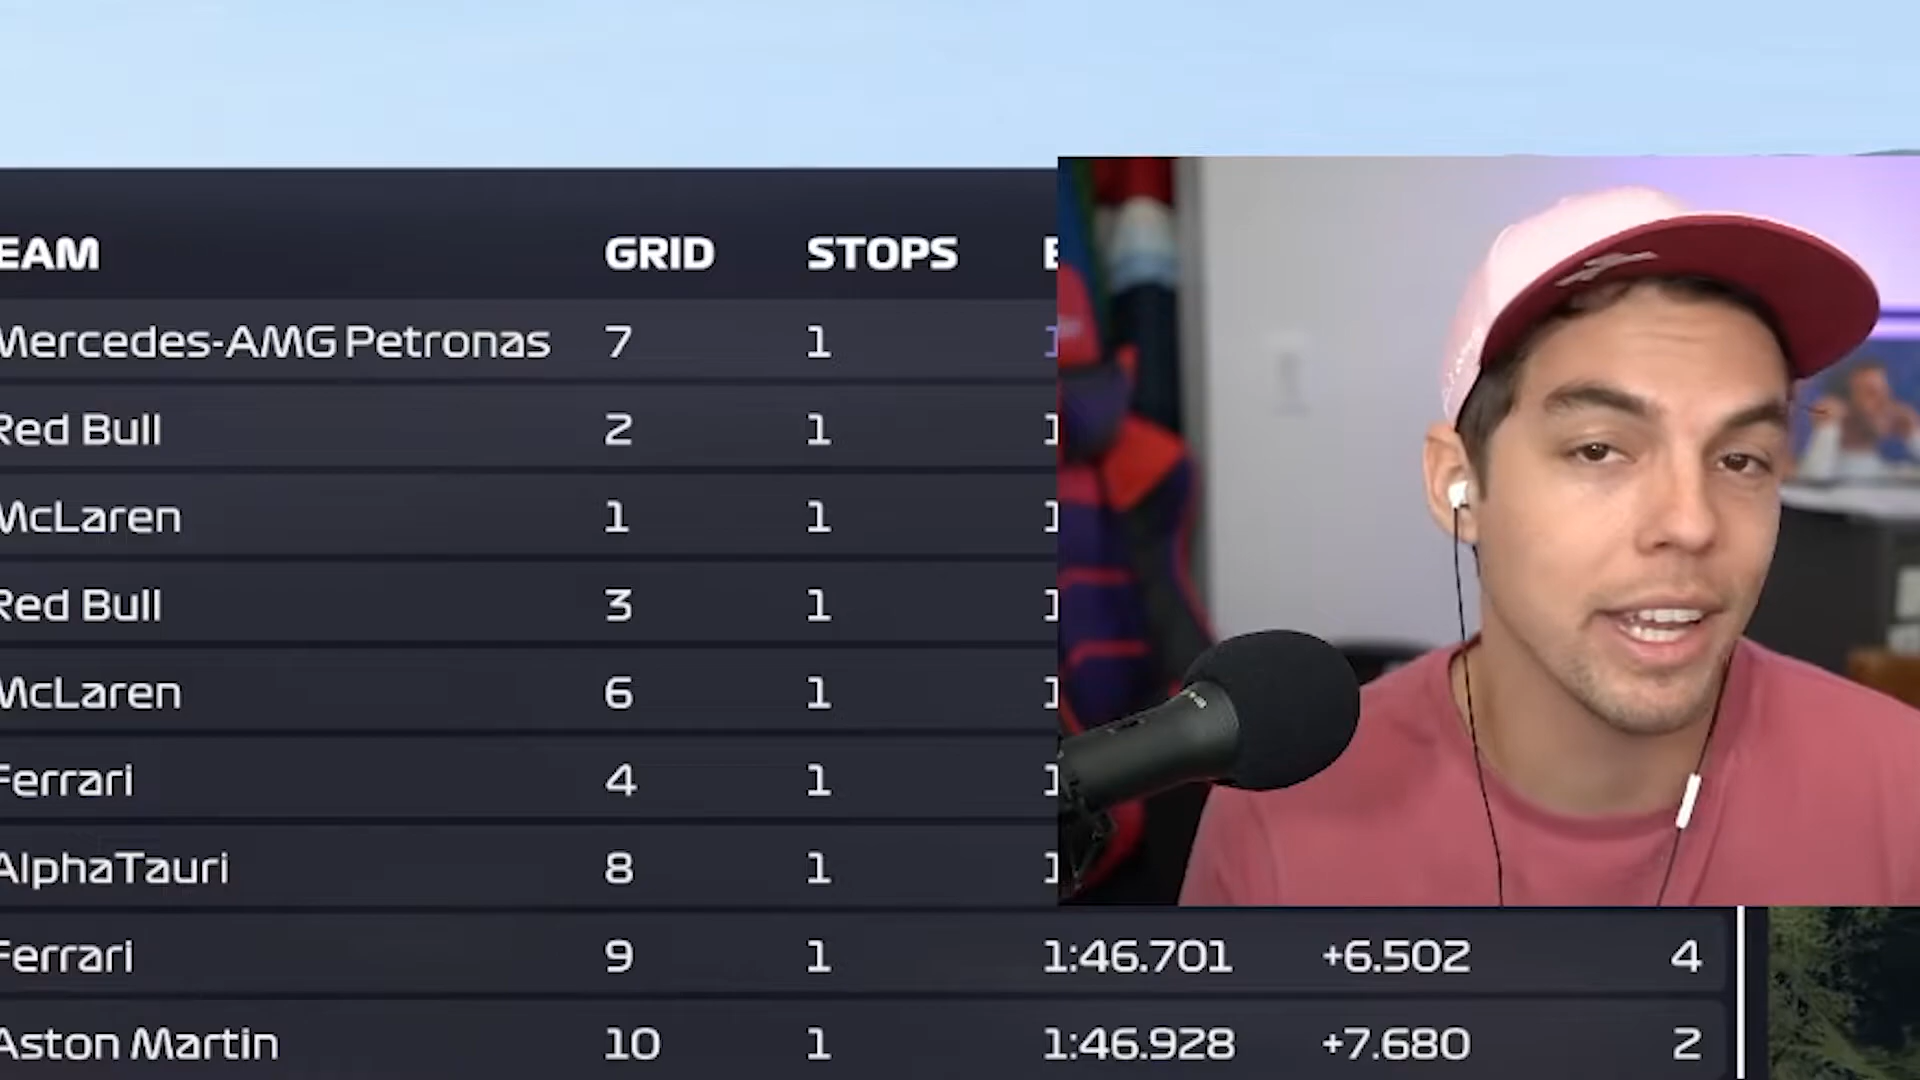 EAM GRID STOPS
Mercedes-AMG Petronas 7 1
Red Bull 2 1
McLaren 1 1
Red Bull 3 1
McLaren 6 1
Ferrari 4 1
AlphaTauri 8 1
Ferrari 9 1 1:46.701 +6.502 4
Aston Martin 10 1 1:46.928 +7.680 2